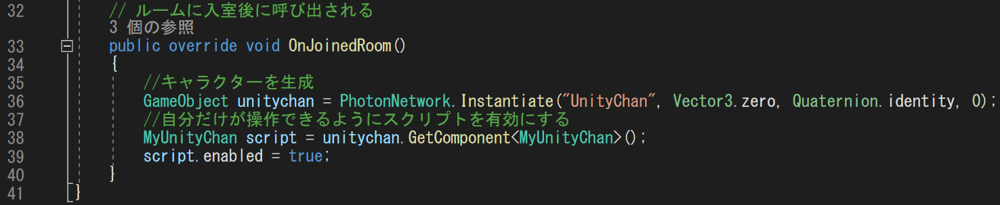 32 // ルームに入室後に呼び出される
3 個の参照
33 public override void OnJoinedRoom()
34 {
35 //キャラクターを生成
36 GameObject unitychan = PhotonNetwork.Instantiate("UnityChan", Vector3.zero, Quaternion.identity, 0);
37 //自分だけが操作できるようにスクリプトを有効にする
38 MyUnityChan script = unitychan.GetComponent<MyUnityChan>();
39 script.enabled = true;
40 }
41 }